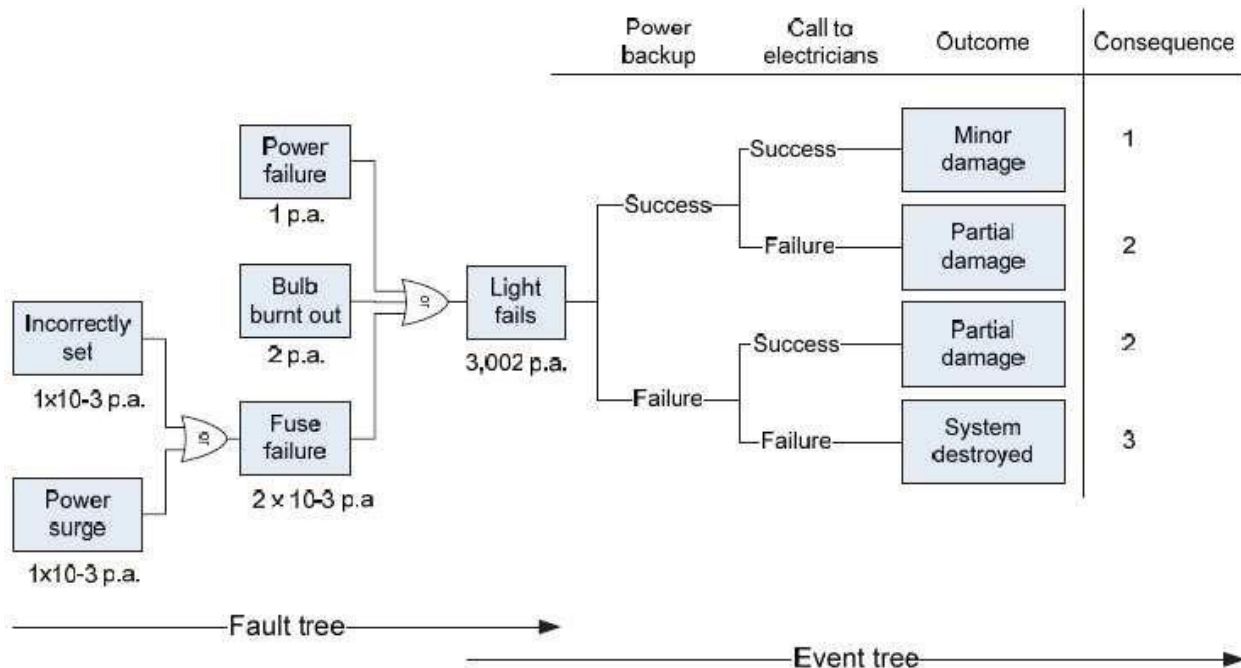 Power backup
Call to electricians
Outcome
Consequence
Power failure
1 p.a.
Bulb burnt out
2 p.a.
Incorrectly set
1x10-3 p.a.
or
Fuse failure
2 x 10-3 p.a
Power surge
1x10-3 p.a.
or
Light fails
3,002 p.a.
Success
Success
Minor damage
1
Failure
Partial damage
2
Failure
Success
Partial damage
2
Failure
System destroyed
3
Fault tree
Event tree